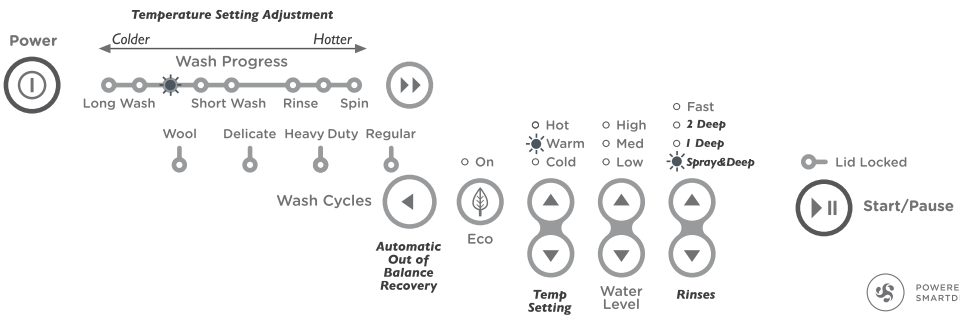 Temperature Setting Adjustment
Power
Colder Hotter
Wash Progress
Long Wash Short Wash Rinse Spin
Wool Delicate Heavy Duty Regular
Wash Cycles
Automatic
Out of
Balance
Recovery
On
Eco
Hot
Warm
Cold
Temp
Setting
High
Med
Low
Water
Level
Fast
2 Deep
1 Deep
Spray&Deep
Rinses
Lid Locked
Start/Pause
POWERE
SMARTD